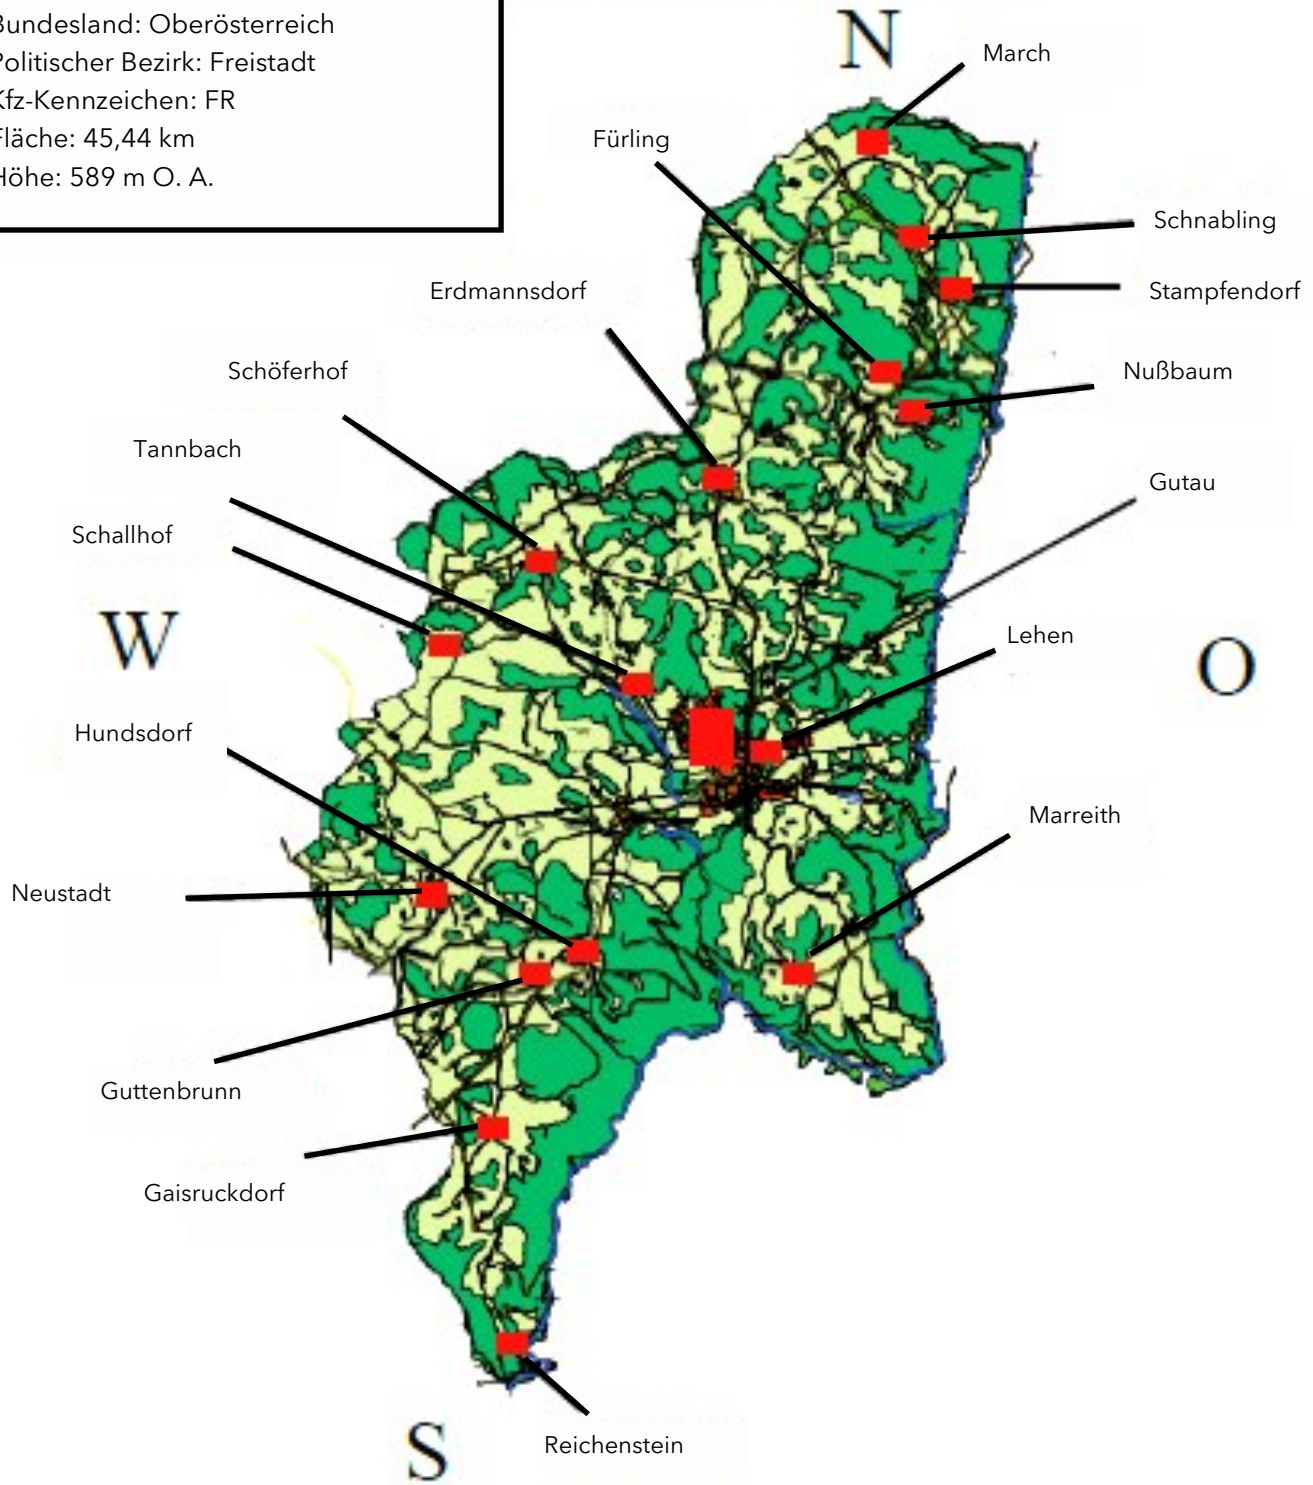 Bundesland: Oberösterreich
Politischer Bezirk: Freistadt
Kfz-Kennzeichen: FR
Fläche: 45,44 km
Höhe: 589 m O. A.
N
March
Fürling
Schnabling
Erdmannsdorf
Stampfendorf
Schöferhof
Nußbaum
Tannbach
Gutau
Schallhof
W
Lehen
O
Hundsdorf
Marreith
Neustadt
Guttenbrunn
Gaisruckdorf
S
Reichenstein